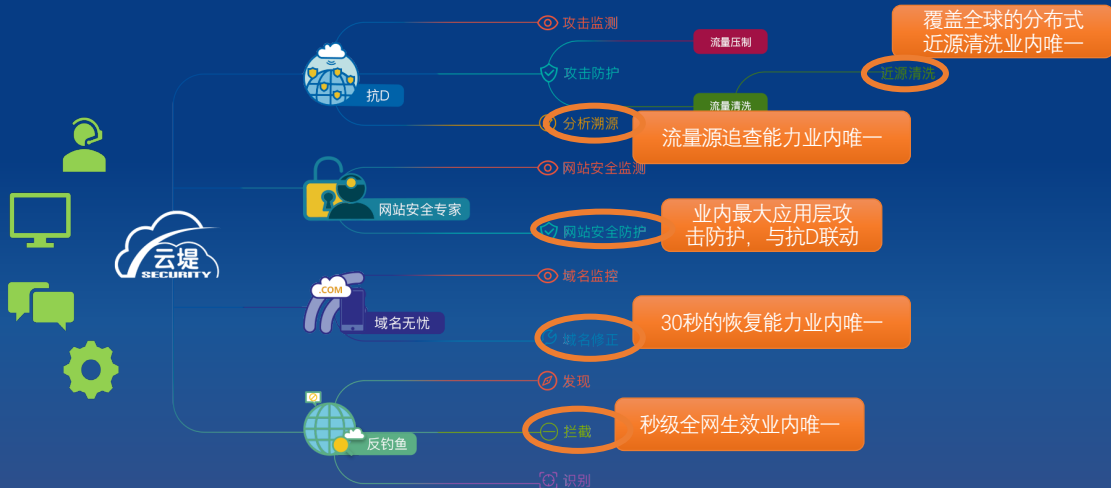 攻击监测
覆盖全球的分布式
近源清洗业内唯一
流量压制
攻击防护
近源清洗
抗D
流量清洗
分析溯源
流量源追查能力业内唯一
网站安全监测
网站安全专家
业内最大应用层攻
击防护，与抗D联动
网站安全防护
云堤
SECURITY
域名监控
.COM
域名无忧
30秒的恢复能力业内唯一
域名修正
发现
反钓鱼
拦截
秒级全网生效业内唯一
识别